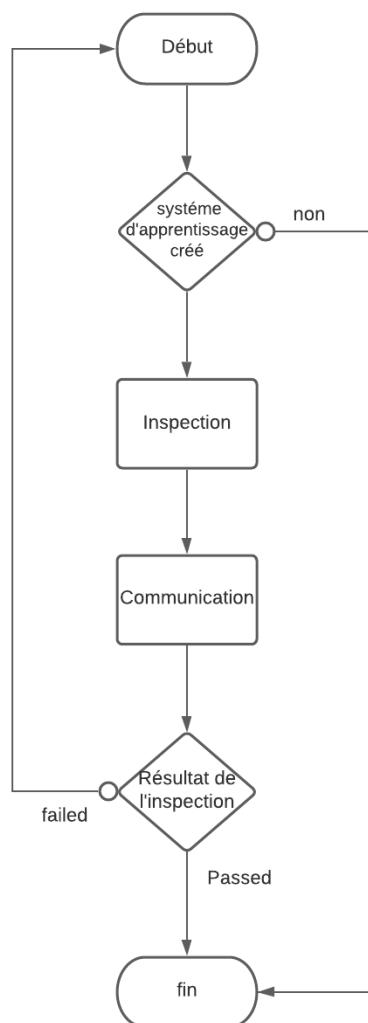 Début
systéme
d'apprentissage
créé
non
Inspection
Communication
Résultat de
l'inspection
failed
Passed
fin